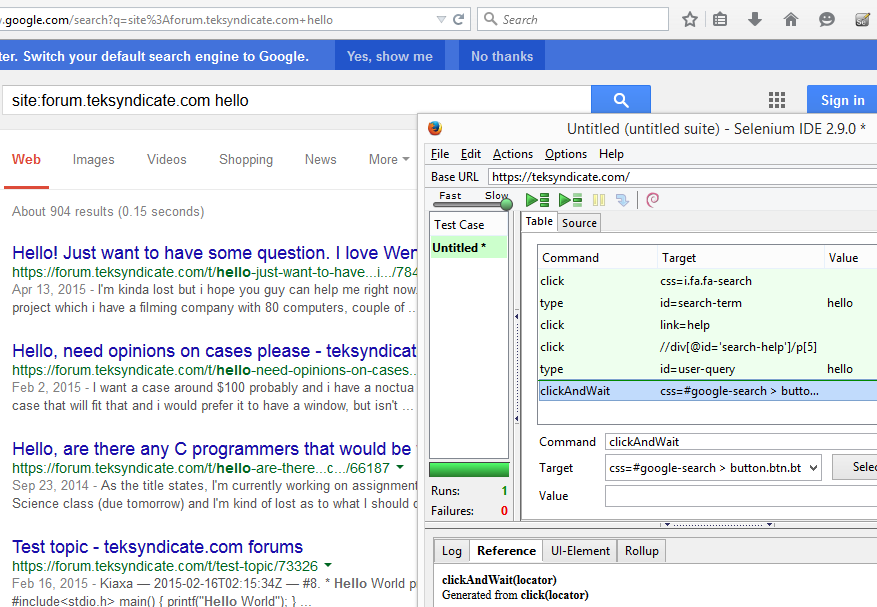 .google.com/search?q=site%3Aforum.teksyndicate.com+hello
Search
ter. Switch your default search engine to Google.
Yes, show me
No thanks
site:forum.teksyndicate.com hello
Sign in
Web
Images
Videos
Shopping
News
More
About 904 results (0.15 seconds)
Hello! Just want to have some question. I love
https://forum.teksyndicate.com/t/hello-just-want-to-have...i.../784
Apr 13, 2015 - I'm kinda lost but i hope you guy can help me right now.
project which i have a filming company with 80 computers, couple of ...
Hello, need opinions on cases please - teksyndicat
https://forum.teksyndicate.com/t/hello-need-opinions-on-cases...
Feb 2, 2015 - I want a case around $100 probably and i have a noctua
case that will fit that and i would prefer it to have a window, but isn't ...
Hello, are there any C programmers that would be
https://forum.teksyndicate.com/t/hello-are-there...c.../66187
Sep 23, 2014 - As the title states, I'm currently working on assignment
Science class (due tomorrow) and I'm kind of lost as to what I should
Test topic - teksyndicate.com forums
https://forum.teksyndicate.com/t/test-topic/73326
Feb 16, 2015 - Kiaxa — 2015-02-16T02:15:34Z — #8. * Hello World p
#include<stdio.h> main() { printf("Hello World"); } ...
Untitled (untitled suite) - Selenium IDE 2.9.0 *
File Edit Actions Options Help
Base URL https://teksyndicate.com/
Fast Slow
Test Case
Untitled *
Table Source
Command Target Value
click css=i.fa.fa-search
type id=search-term hello
click link=help
click //div[@id='search-help']/p[5]
type id=user-query hello
clickAndWait css=#google-search > butto...
Command clickAndWait
Target css=#google-search > button.btn.bt
Selec
Value
Runs: 1
Failures: 0
Log Reference UI-Element Rollup
clickAndWait(locator)
Generated from click(locator)